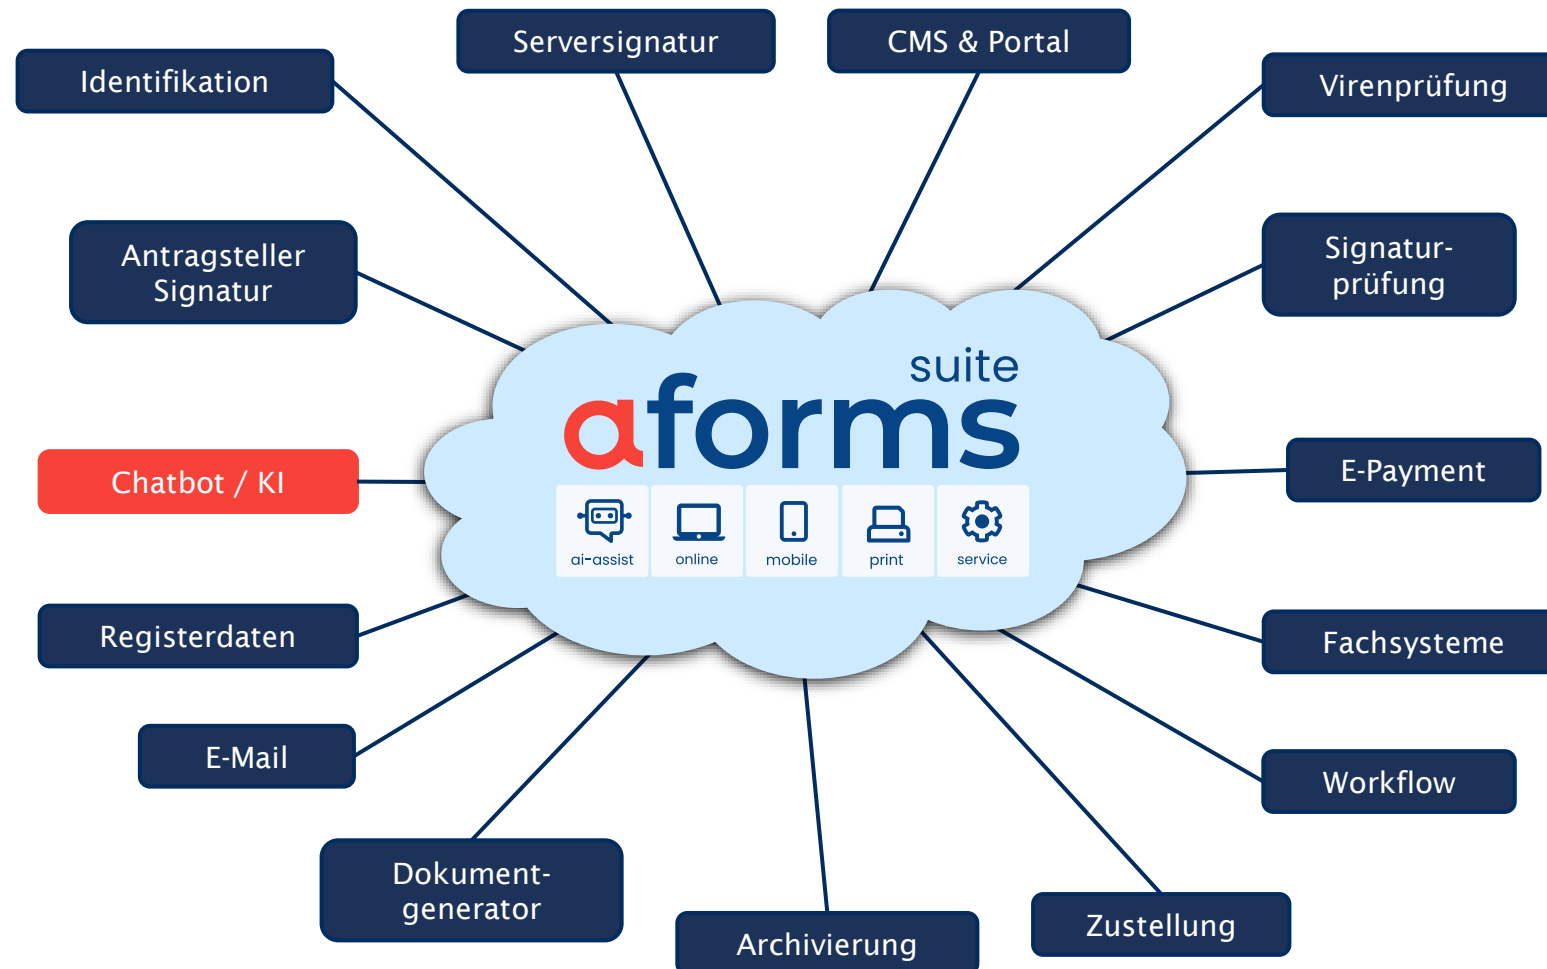 Serversignatur
CMS & Portal
Identifikation
Virenprüfung
Antragsteller
Signatur
Signatur-
prüfung
suite
aforms
Chatbot / KI
E-Payment
ai-assist
online
mobile
print
service
Registerdaten
Fachsysteme
E-Mail
Workflow
Dokument-
generator
Archivierung
Zustellung